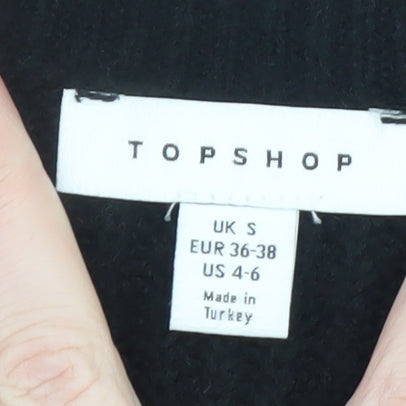 TOPSHOP
UK S
EUR 36-38
US 4-6
Made in
Turkey